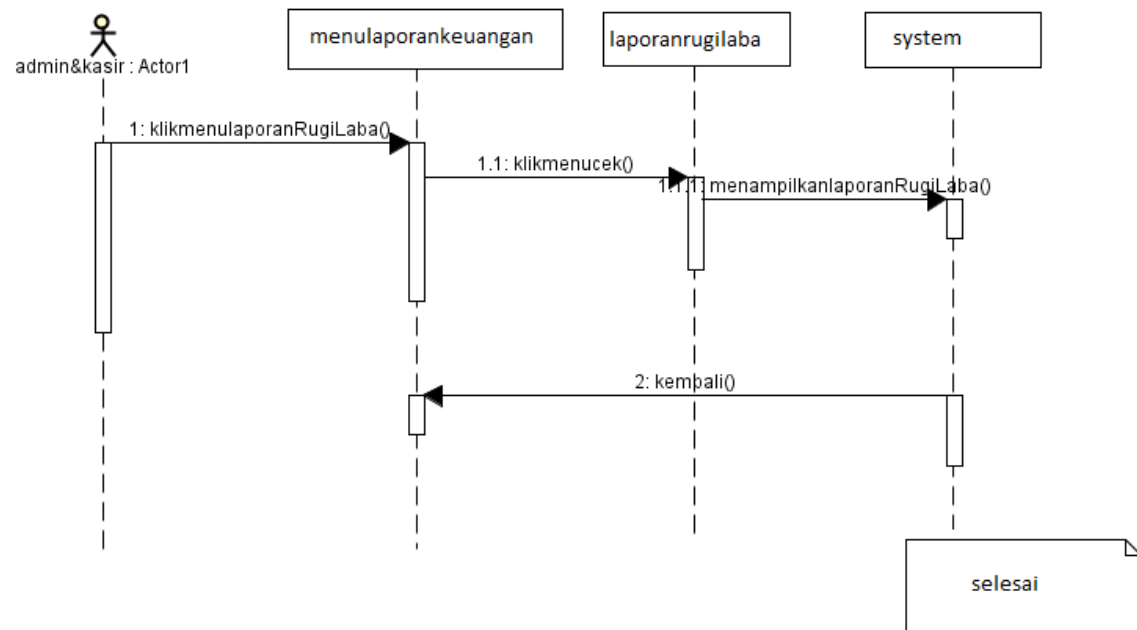 admin&kasir : Actor1
menulaporankeuangan
laporanrugilaba
system
1: klikmenulaporanRugiLaba()
1.1: klikmenucek()
1.1.1: menampilkanlaporanRugiLaba()
2: kembali()
selesai